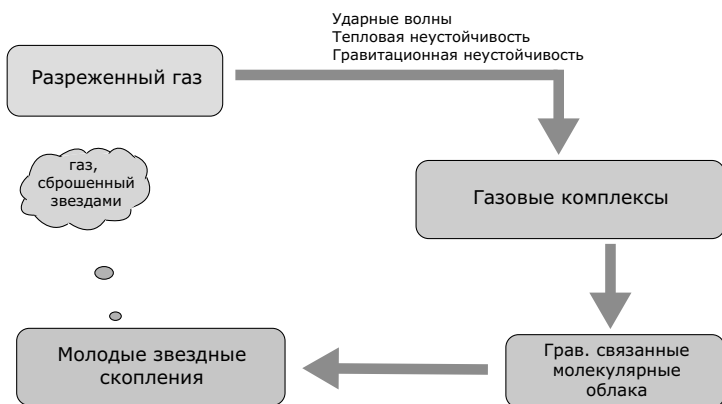 Ударные волны
Тепловая неустойчивость
Гравитационная неустойчивость
Разреженный газ
газ,
сброшенный
звездами
Газовые комплексы
Молодые звездные
скопления
Грав. связанные
молекулярные
облака